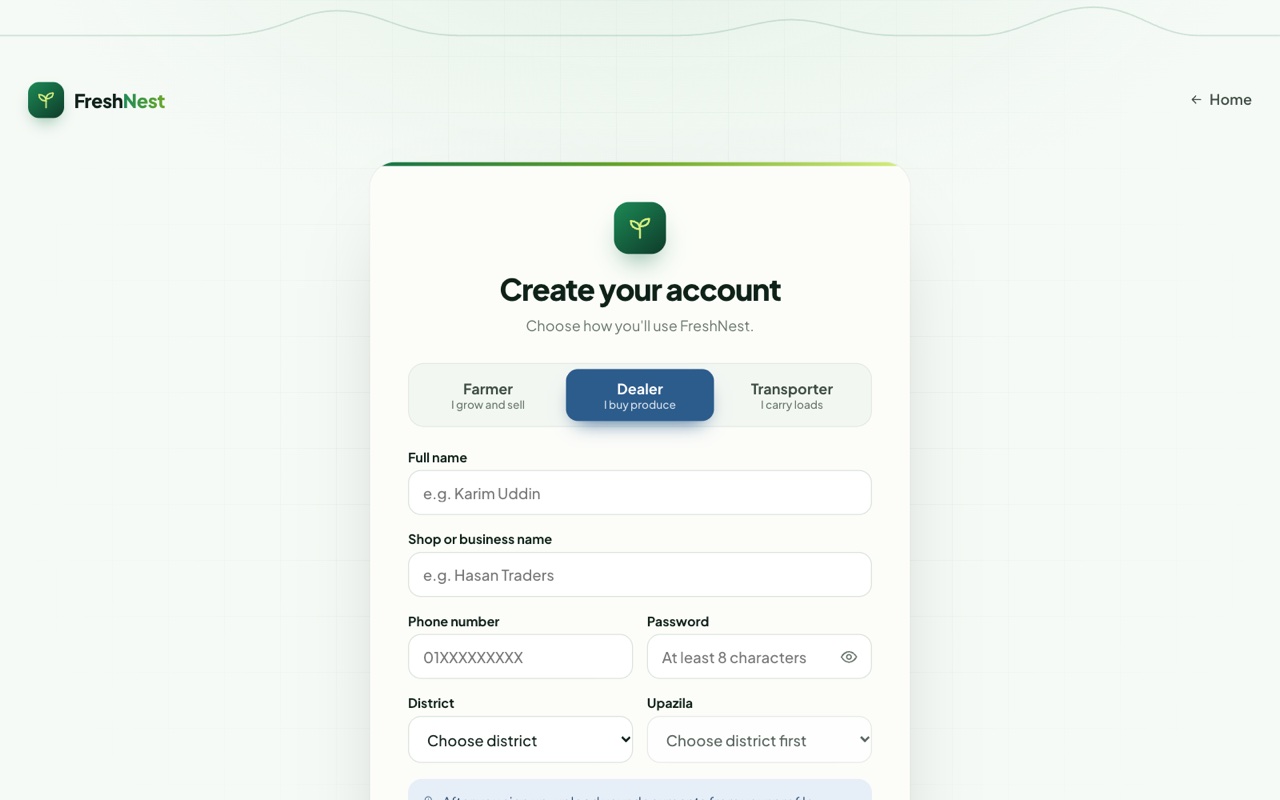 FreshNest
← Home
Create your account
Choose how you'll use FreshNest.
Farmer
I grow and sell
Dealer
I buy produce
Transporter
I carry loads
Full name
e.g. Karim Uddin
Shop or business name
e.g. Hasan Traders
Phone number
Password
01XXXXXXXXX
At least 8 characters
District
Upazila
Choose district
Choose district first